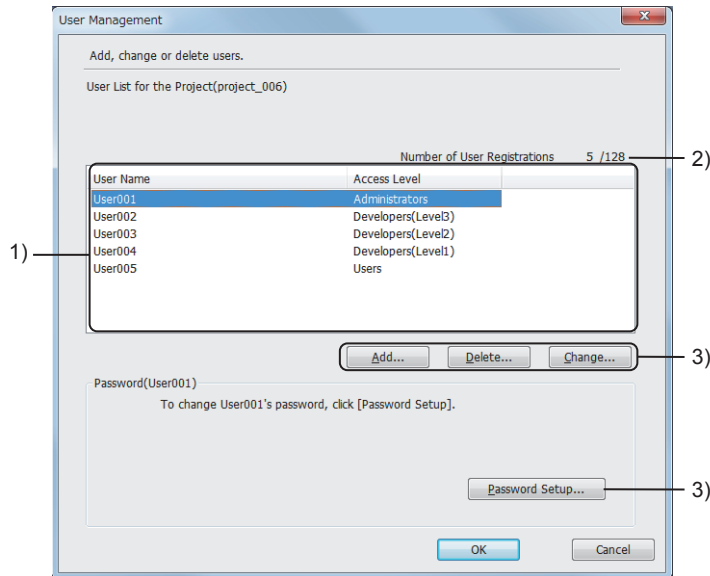 User Management
Add, change or delete users.
User List for the Project(project_006)
Number of User Registrations 5 /128
2)
User Name Access Level
User001 Administrators
User002 Developers(Level3)
User003 Developers(Level2)
1)
User004 Developers(Level1)
User005 Users
Add... Delete... Change...
3)
Password(User001)
To change User001's password, click [Password Setup].
Password Setup...
3)
OK Cancel